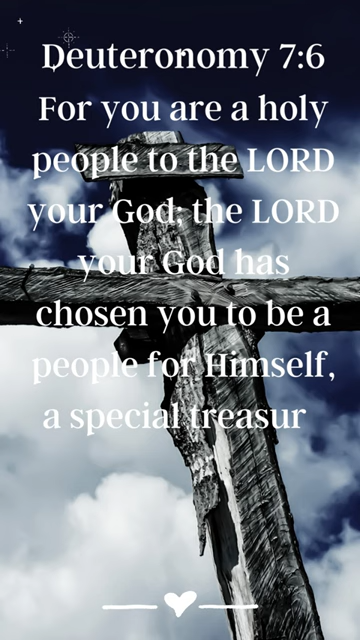 Deuteronomy 7:6
For you are a holy
people to the LORD
your God; the LORD
your God has
chosen you to be a
people for Himself,
a special treasur